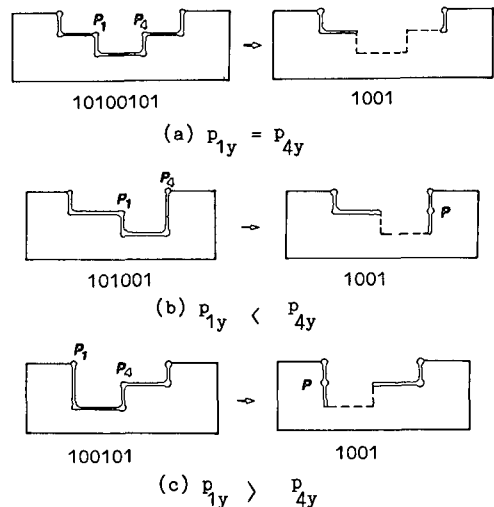 P1 P4
10100101 1001
(a) p1y = p4y
P1 P4 P
101001 1001
(b) p1y < p4y
P1 P4 P
100101 1001
(c) p1y > p4y